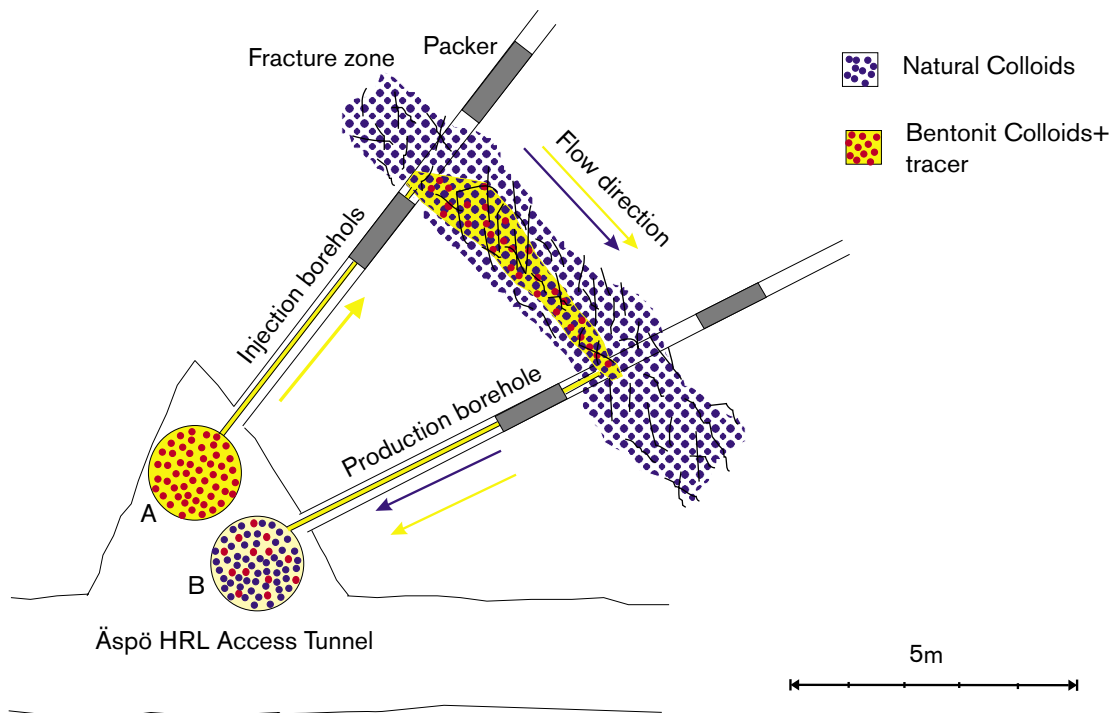 Packer
Fracture zone
Natural Colloids
Bentonit Colloids+
tracer
Flow direction
Injection borehols
Production borehole
A
B
Äspö HRL Access Tunnel
5m